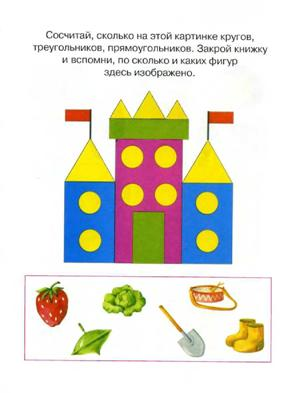 Сосчитай, сколько на этой картинке кругов,
треугольников, прямоугольников. Закрой книжку
и вспомни, по сколько и каких фигур
здесь изображено.